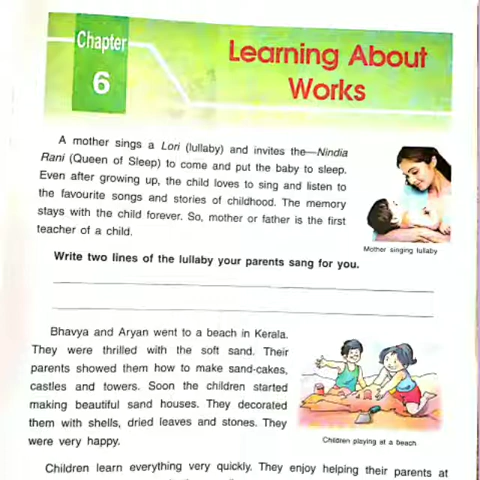 Chapter
6
Learning About
Works
A mother sings a Lori (lullaby) and invites the—Nindia
Rani (Queen of Sleep) to come and put the baby to sleep.
Even after growing up, the child loves to sing and listen to
the favourite songs and stories of childhood. The memory
stays with the child forever. So, mother or father is the first
teacher of a child.
Mother singing lullaby
Write two lines of the lullaby your parents sang for you.
Bhavya and Aryan went to a beach in Kerala.
They were thrilled with the soft sand. Their
parents showed them how to make sand-cakes,
castles and towers. Soon the children started
making beautiful sand houses. They decorated
them with shells, dried leaves and stones. They
were very happy.
Children playing at a beach
Children learn everything very quickly. They enjoy helping their parents at